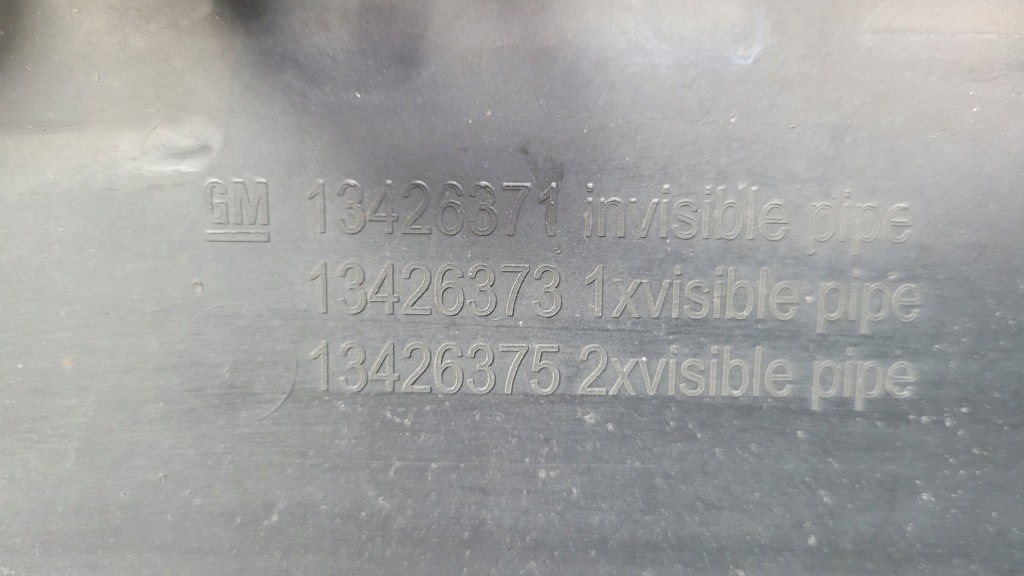 GM 13426371 invisible pipe
13426373 1xvisible pipe
13426375 2xvisible pipe